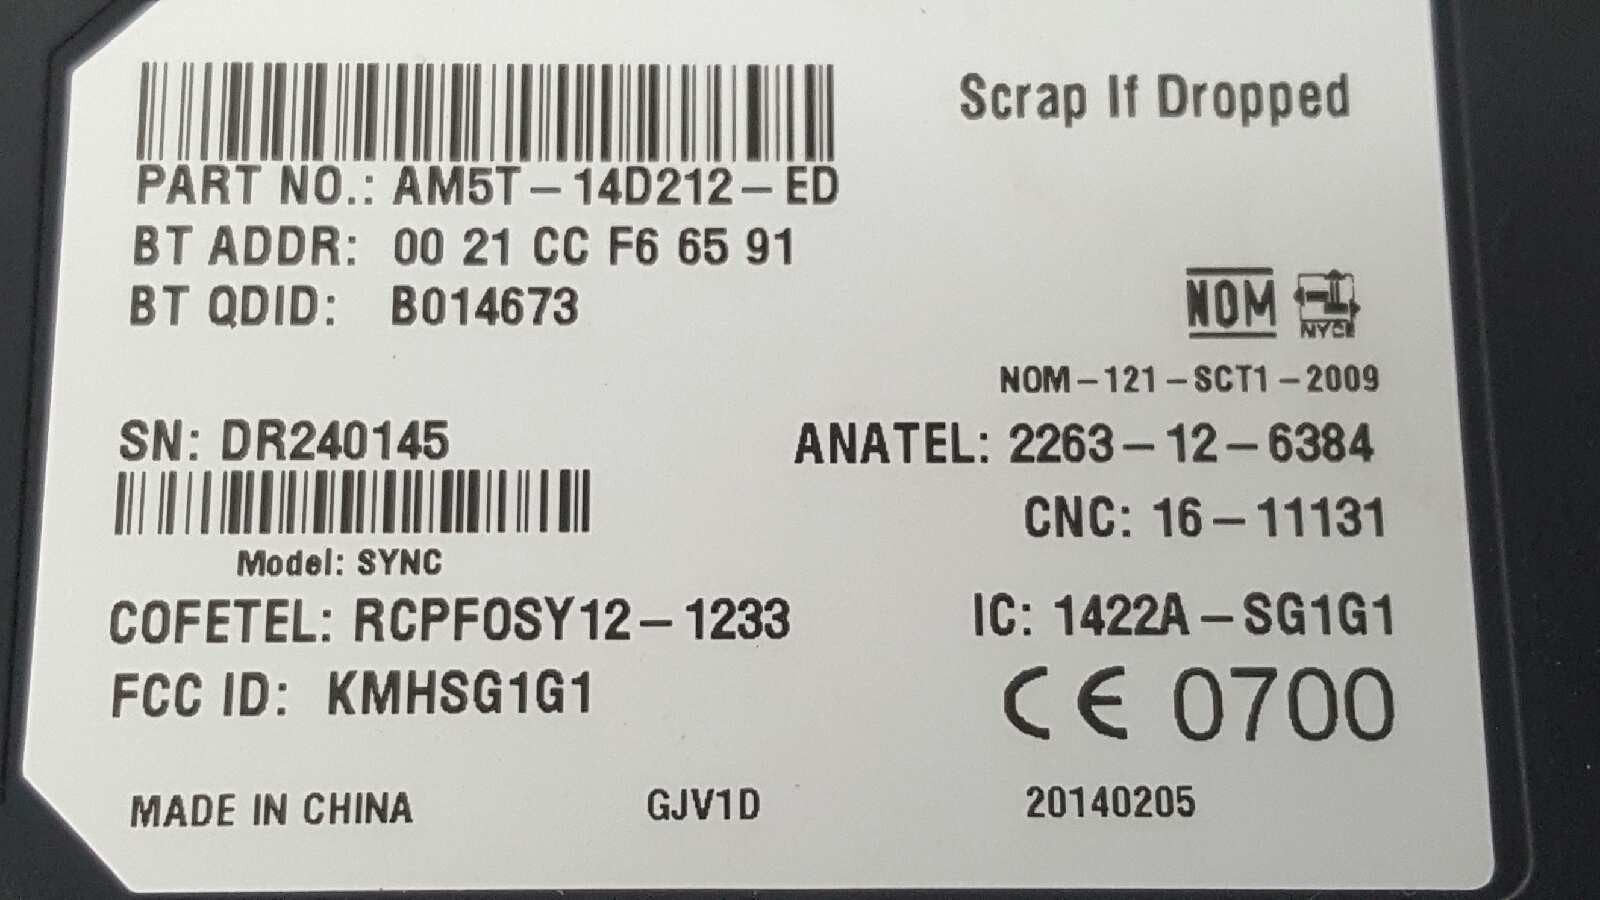 Scrap If Dropped
PART NO.: AM5T-14D212-ED
BT ADDR: 00 21 CC F6 65 91
BT QDID: B014673
NOM NYCE
NOM-121-SCT1-2009
SN: DR240145
ANATEL: 2263-12-6384
CNC: 16-11131
Model: SYNC
COFETEL: RCPFOSY12-1233
IC: 1422A-SG1G1
FCC ID: KMHSG1G1
CE 0700
MADE IN CHINA GJV1D 20140205